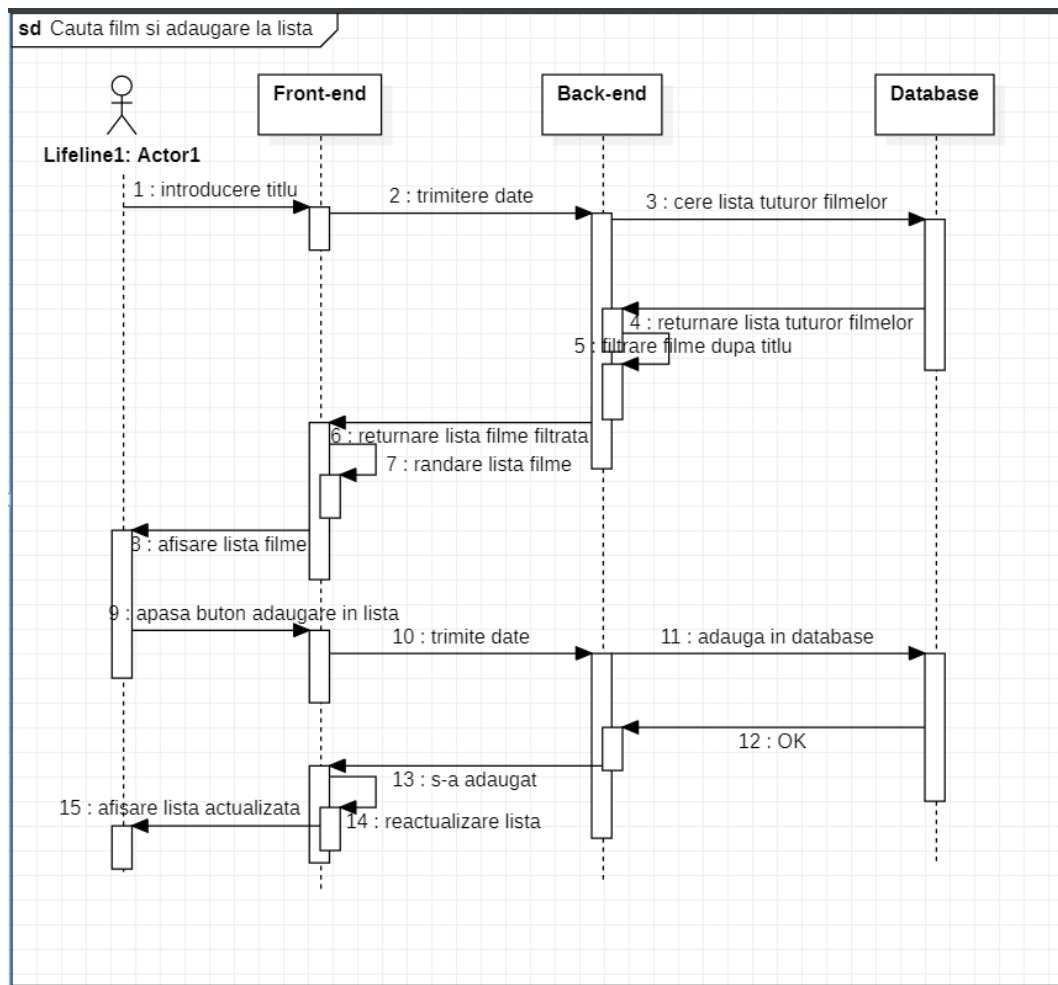 sd Cauta film si adaugare la lista
Front-end
Back-end
Database
Lifeline1: Actor1
1 : introducere titlu
2 : trimitere date
3 : cere lista tuturor filmelor
4 : returnare lista tuturor filmelor
5 : filtrare filme dupa titlu
6 : returnare lista filme filtrata
7 : randare lista filme
8 : afisare lista filme
9 : apasa buton adaugare in lista
10 : trimite date
11 : adauga in database
12 : OK
13 : s-a adaugat
15 : afisare lista actualizata
14 : reactualizare lista